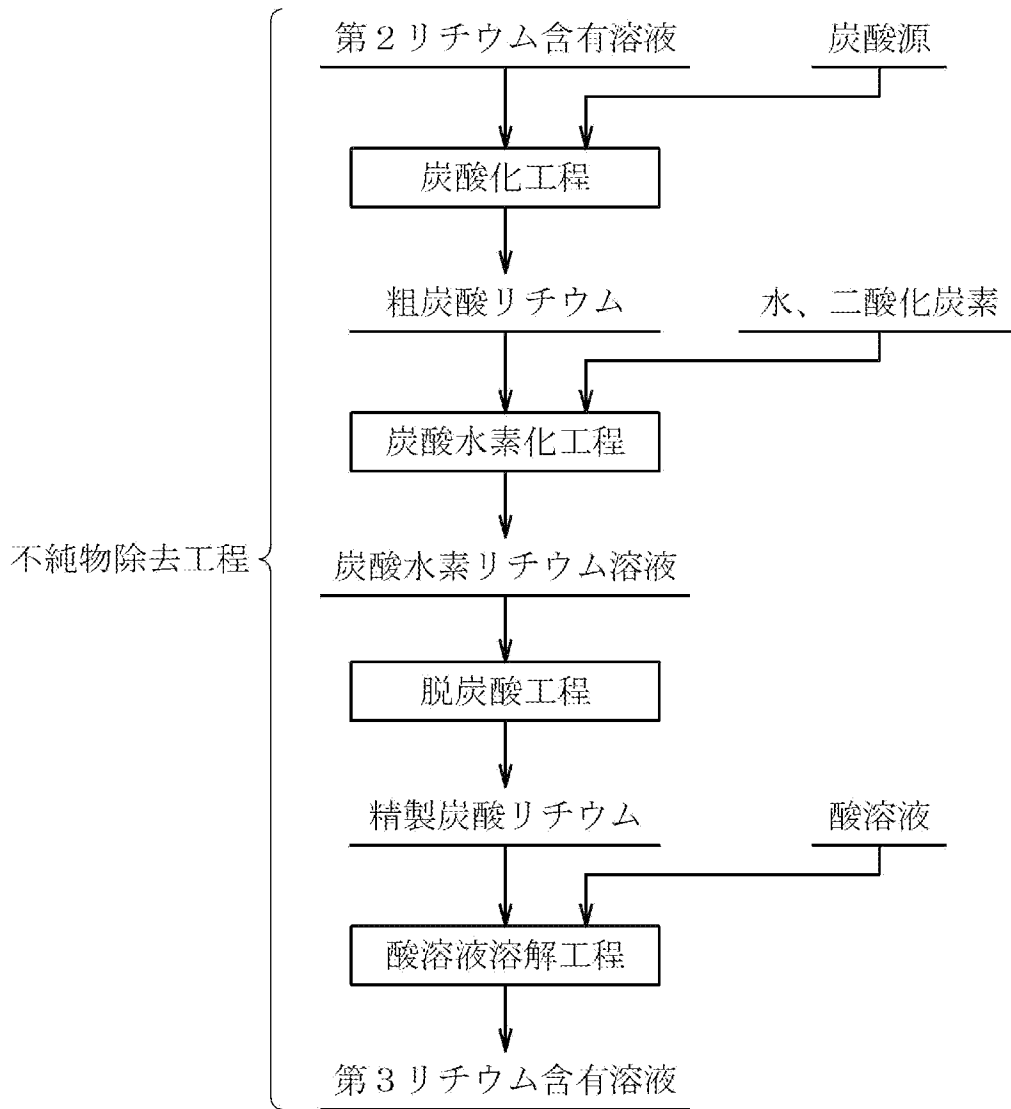 第２リチウム含有溶液
炭酸源
炭酸化工程
粗炭酸リチウム
水、二酸化炭素
炭酸水素化工程
不純物除去工程
炭酸水素リチウム溶液
脱炭酸工程
精製炭酸リチウム
酸溶液
酸溶液溶解工程
第３リチウム含有溶液